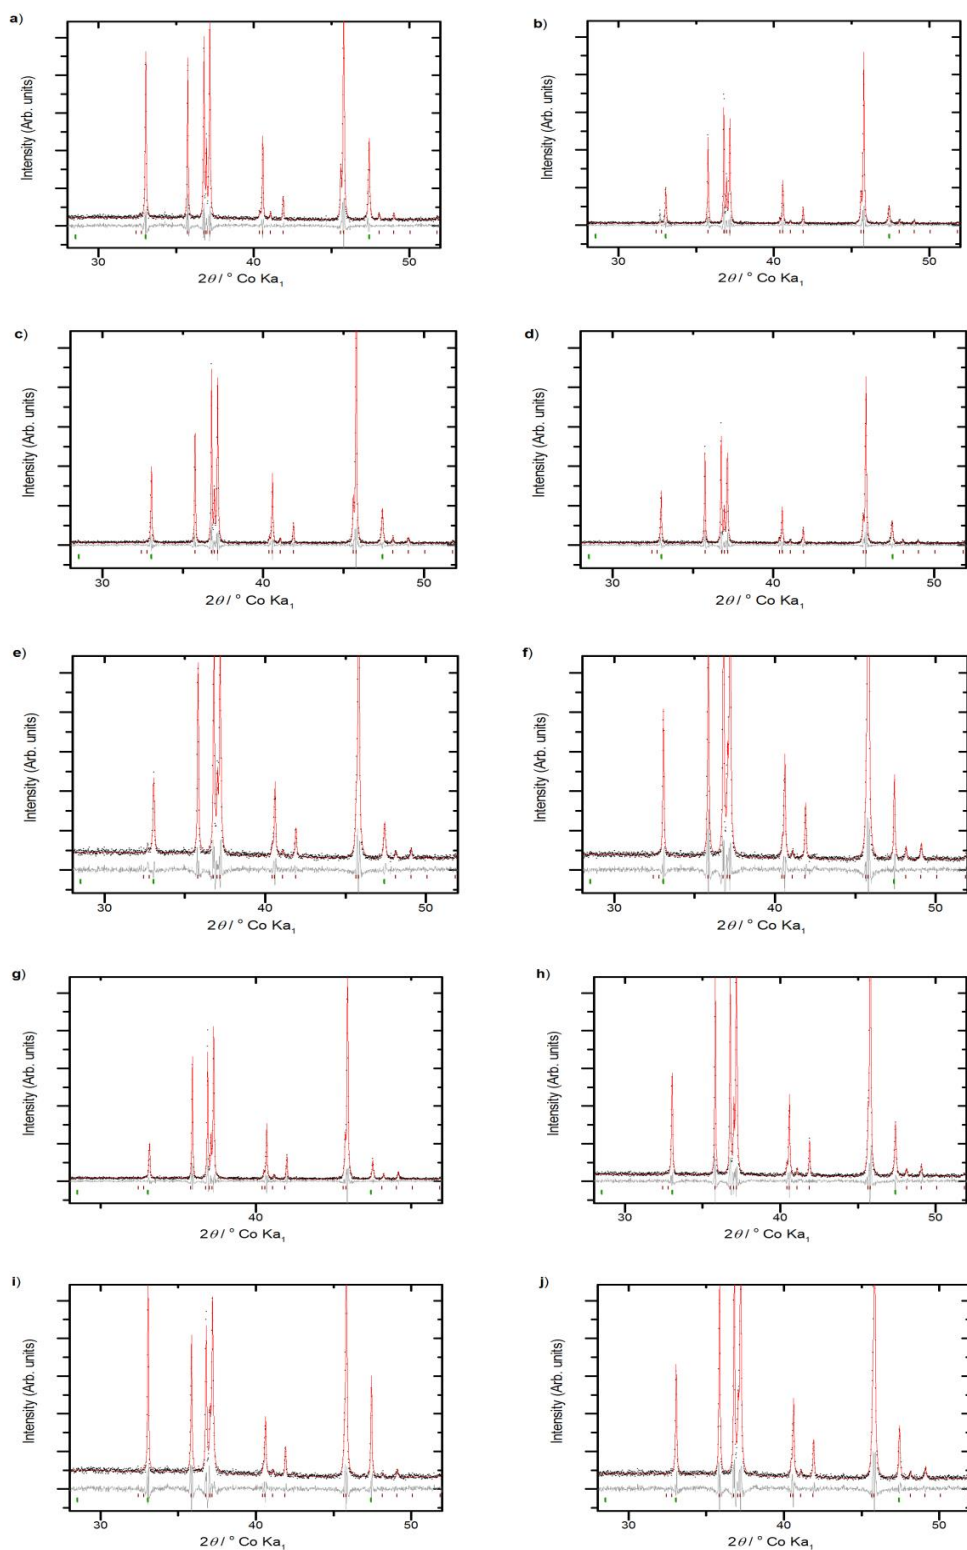 a)
b)
Intensity (Arb. units)
Intensity (Arb. units)
30 40 50
30 40 50
2θ / ° Co Ka1
2θ / ° Co Ka1
c)
d)
Intensity (Arb. units)
Intensity (Arb. units)
30 40 50
30 40 50
2θ / ° Co Ka1
2θ / ° Co Ka1
e)
f)
Intensity (Arb. units)
Intensity (Arb. units)
30 40 50
30 40 50
2θ / ° Co Ka1
2θ / ° Co Ka1
g)
h)
Intensity (Arb. units)
Intensity (Arb. units)
40
30 40 50
2θ / ° Co Ka1
2θ / ° Co Ka1
i)
j)
Intensity (Arb. units)
Intensity (Arb. units)
30 40 50
30 40 50
2θ / ° Co Ka1
2θ / ° Co Ka1